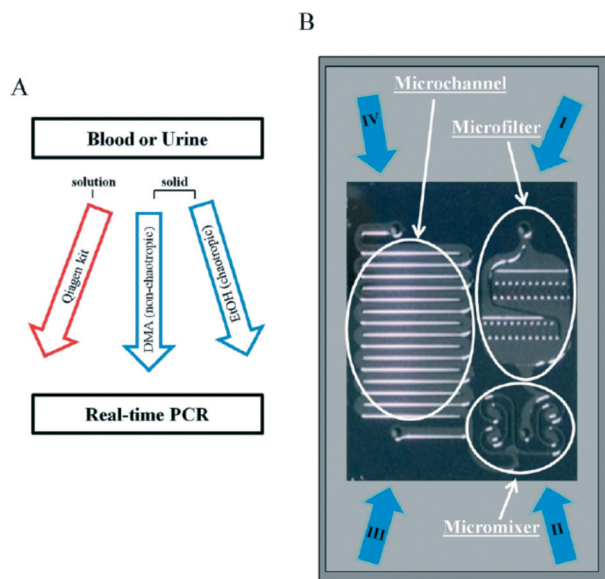 A
Blood or Urine
solution
solid
Qiagen kit
DMA (non-chaotropic)
EtOH (chaotropic)
Real-time PCR
B
Microchannel
IV
I
Microfilter
Micromixer
III
II